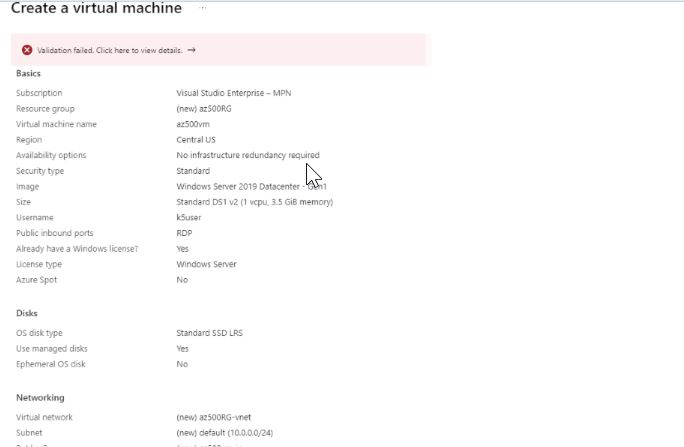 Create a virtual machine ...
Validation failed. Click here to view details. →
Basics
Subscription Visual Studio Enterprise – MPN
Resource group (new) az500RG
Virtual machine name az500vm
Region Central US
Availability options No infrastructure redundancy required
Security type Standard
Image Windows Server 2019 Datacenter - Gen1
Size Standard DS1 v2 (1 vcpu, 3.5 GiB memory)
Username k5user
Public inbound ports RDP
Already have a Windows license? Yes
License type Windows Server
Azure Spot No
Disks
OS disk type Standard SSD LRS
Use managed disks Yes
Ephemeral OS disk No
Networking
Virtual network (new) az500RG-vnet
Subnet (new) default (10.0.0.0/24)